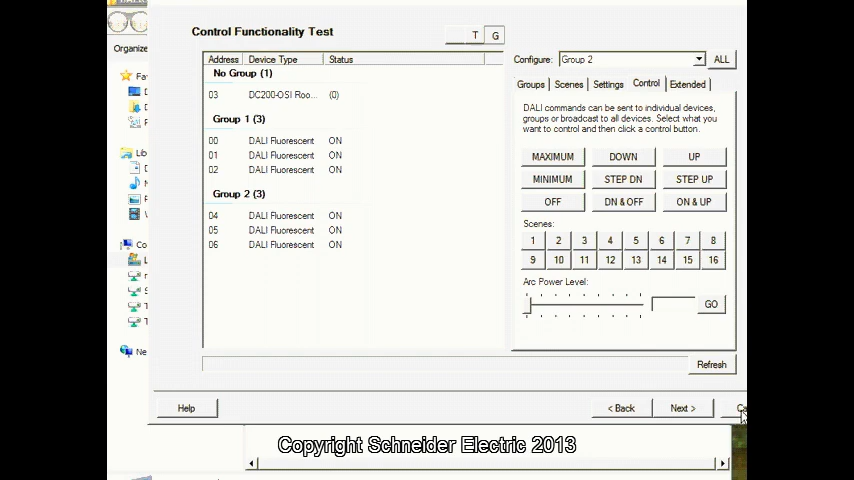 Control Functionality Test
T G
Organize
Address Device Type Status
No Group (1)
03 DC200-OSI Roo... (0)
Group 1 (3)
00 DALI Fluorescent ON
01 DALI Fluorescent ON
02 DALI Fluorescent ON
Group 2 (3)
04 DALI Fluorescent ON
05 DALI Fluorescent ON
06 DALI Fluorescent ON
Configure: Group 2 ALL
Groups Scenes Settings Control Extended
DALI commands can be sent to individual devices,
groups or broadcast to all devices. Select what you
want to control and then click a control button.
MAXIMUM DOWN UP
MINIMUM STEP DN STEP UP
OFF DN & OFF ON & UP
Scenes:
1 2 3 4 5 6 7 8
9 10 11 12 13 14 15 16
Arc Power Level:
GO
Refresh
Help < Back Next > Ca
Fa
Lib
Co
Ne
Copyright Schneider Electric 2013